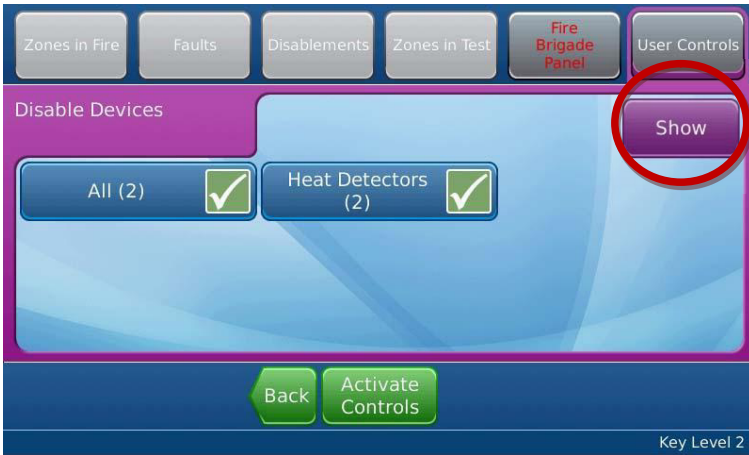 Zones in Fire
Faults
Disablements
Zones in Test
Fire
Brigade
Panel
User Controls
Disable Devices
Show
All (2)
Heat Detectors
(2)
Back
Activate
Controls
Key Level 2